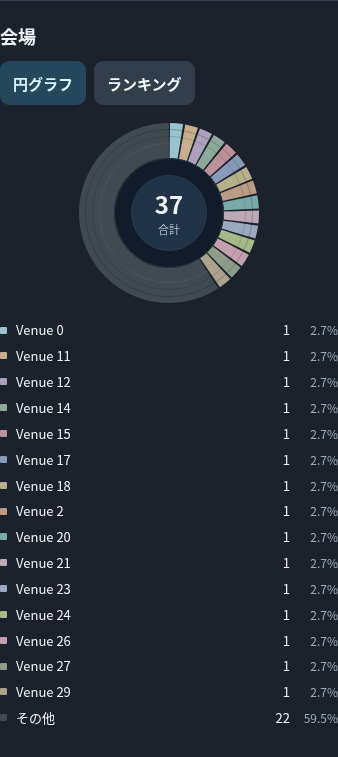 会場
円グラフ ランキング
37
合計
Venue 0 1 2.7%
Venue 11 1 2.7%
Venue 12 1 2.7%
Venue 14 1 2.7%
Venue 15 1 2.7%
Venue 17 1 2.7%
Venue 18 1 2.7%
Venue 2 1 2.7%
Venue 20 1 2.7%
Venue 21 1 2.7%
Venue 23 1 2.7%
Venue 24 1 2.7%
Venue 26 1 2.7%
Venue 27 1 2.7%
Venue 29 1 2.7%
その他 22 59.5%